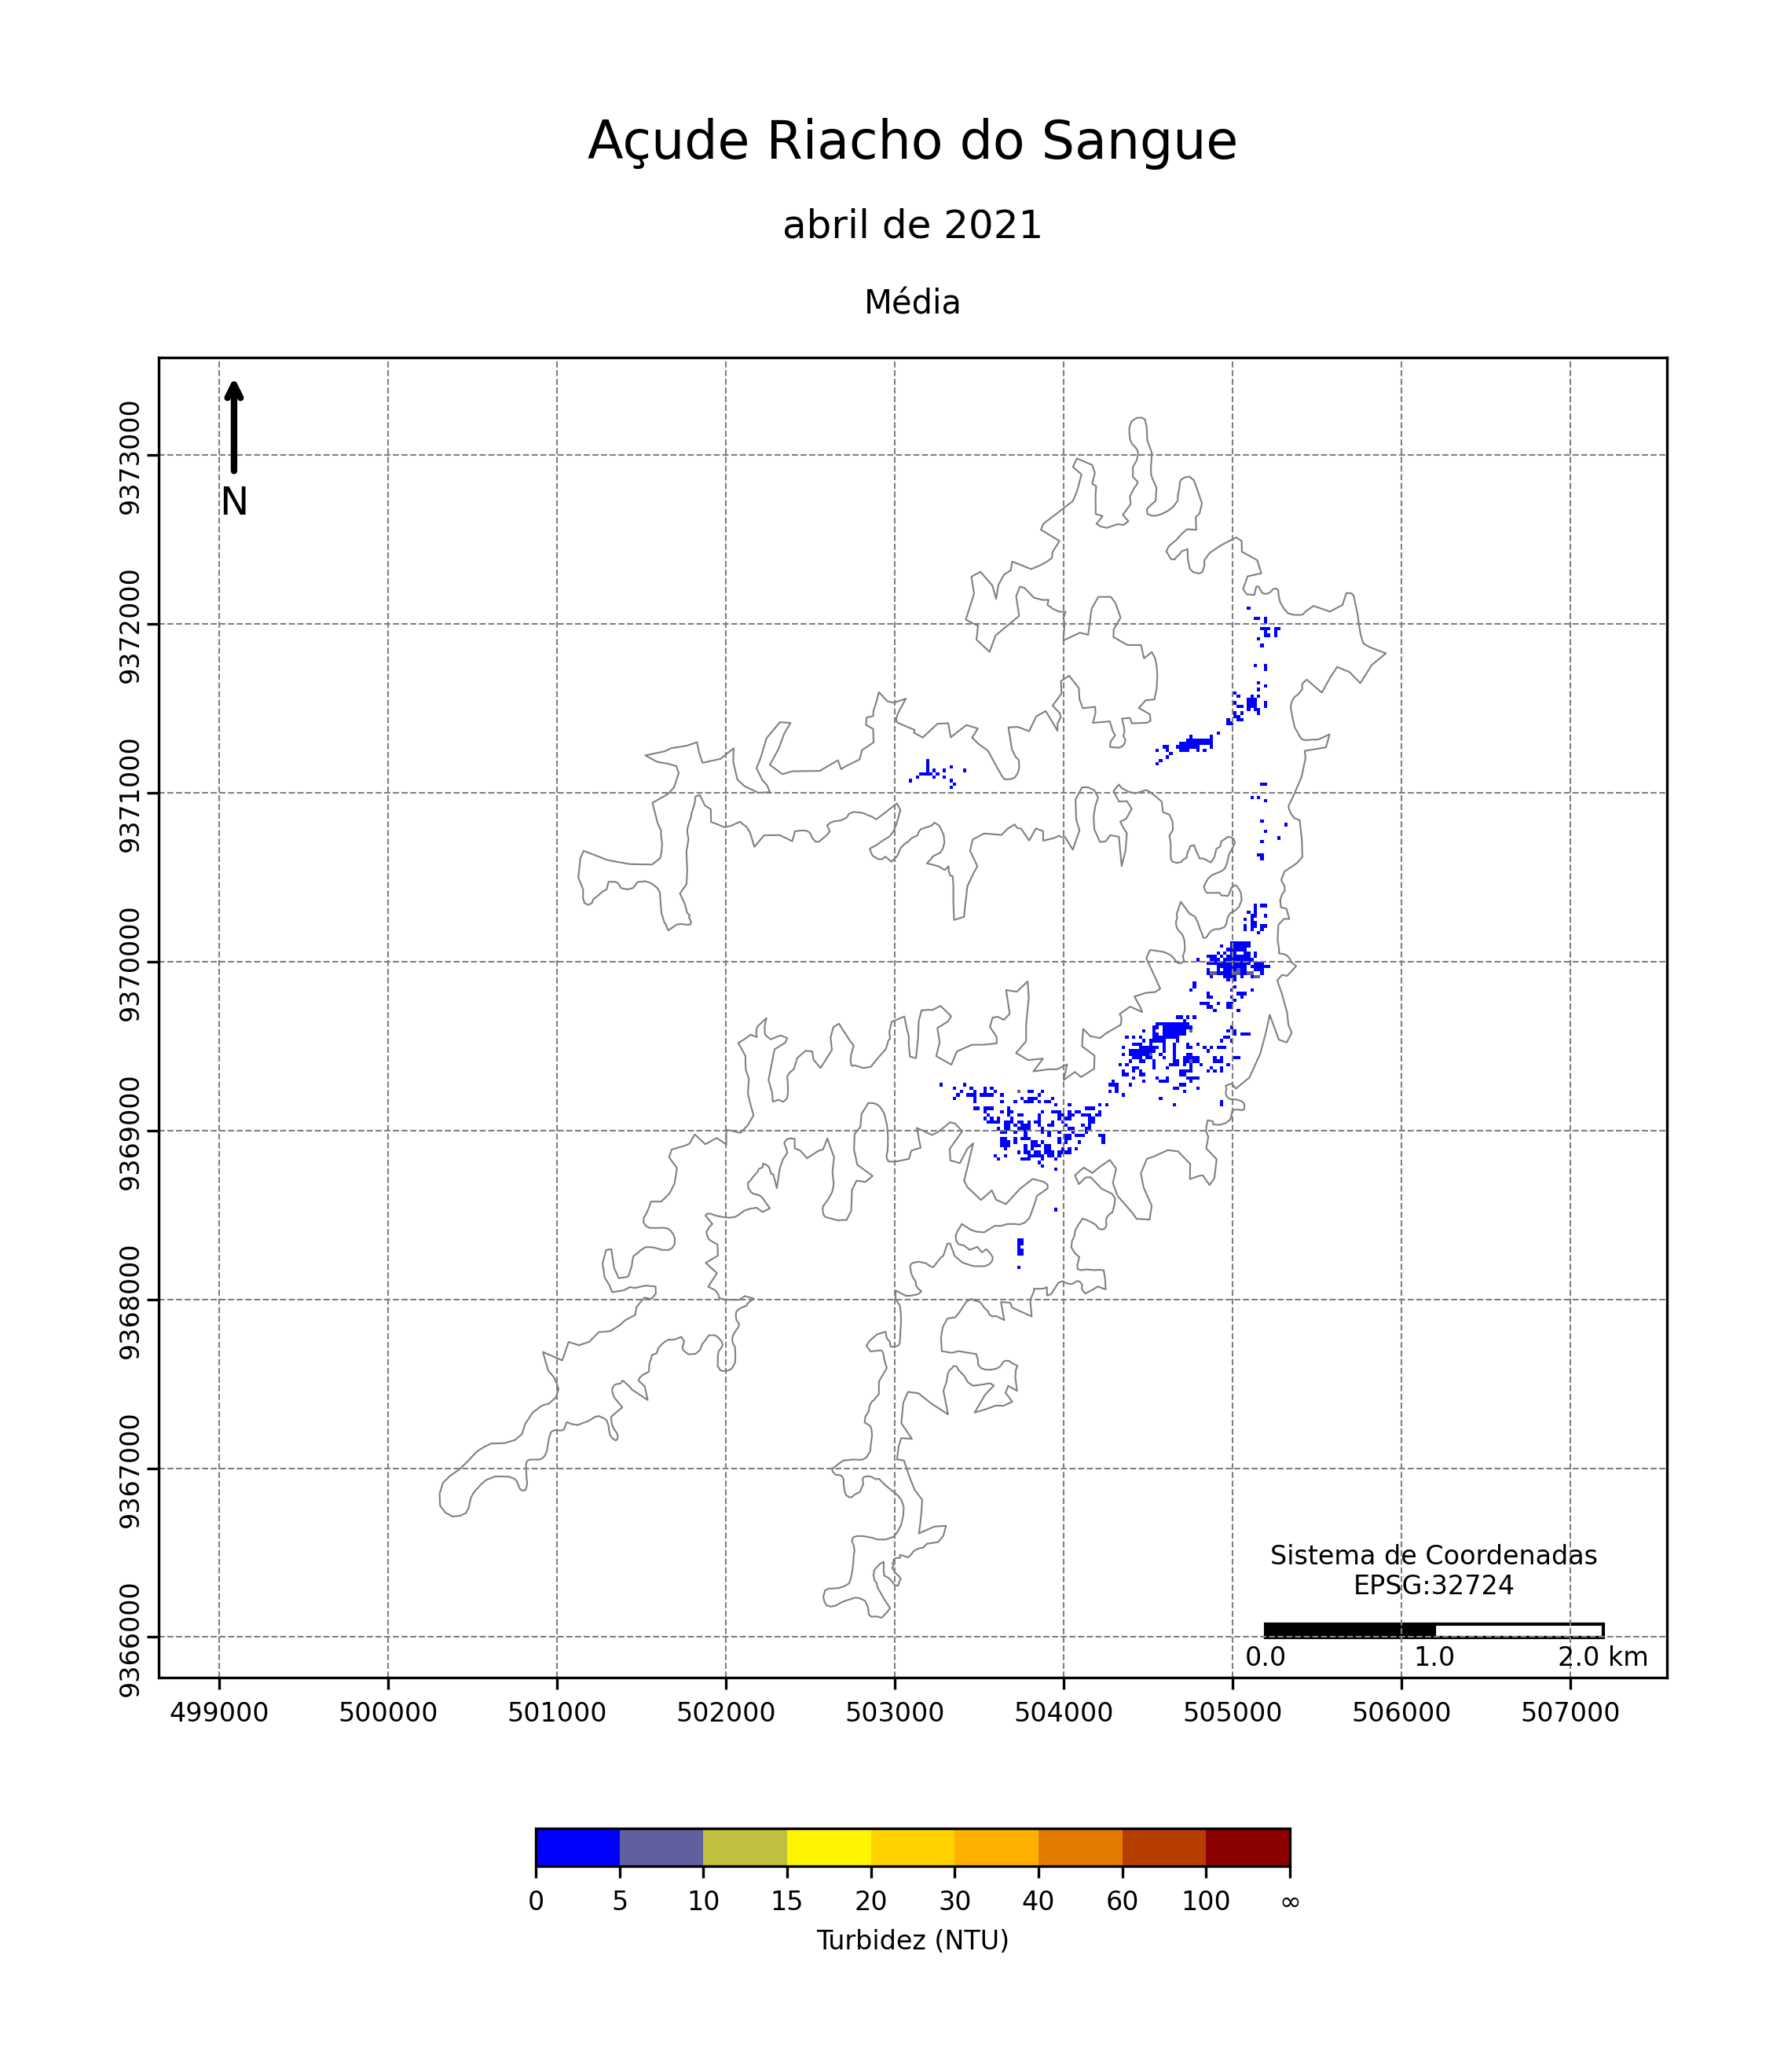 Açude Riacho do Sangue
abril de 2021
Média
N
9373000
9372000
9371000
9370000
9369000
9368000
9367000
9366000
Sistema de Coordenadas
EPSG:32724
0.0 1.0 2.0 km
499000 500000 501000 502000 503000 504000 505000 506000 507000
0 5 10 15 20 30 40 60 100 ∞
Turbidez (NTU)